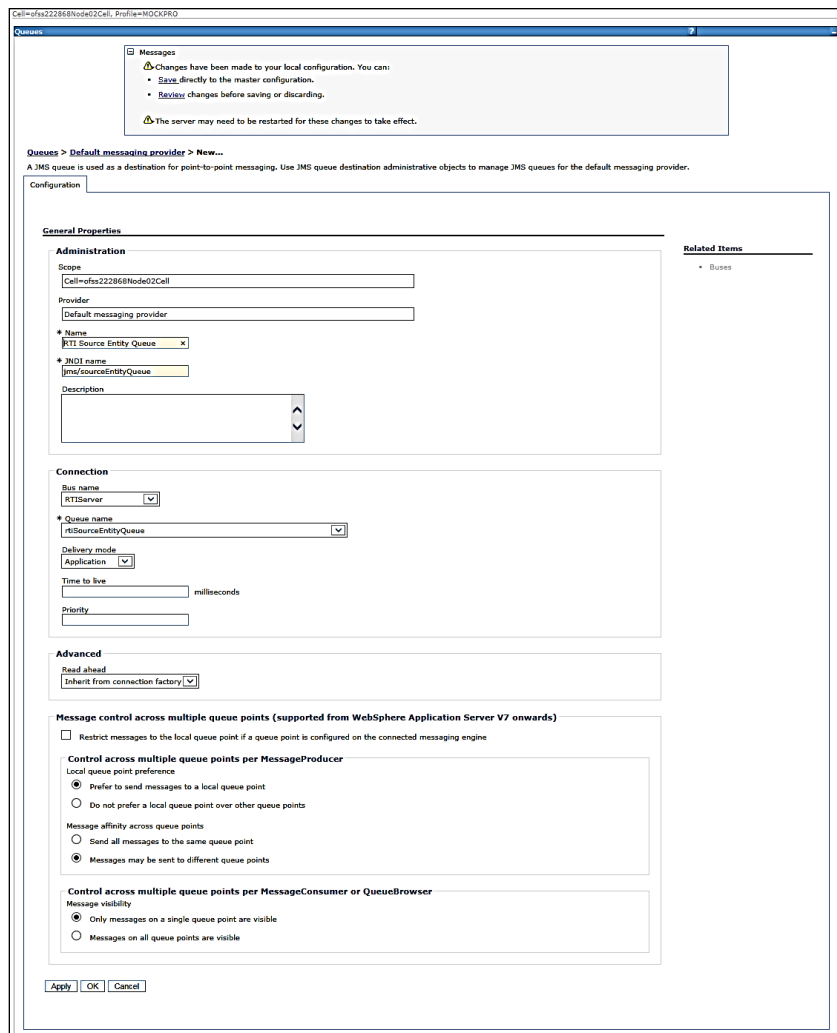 Cell=ofss222868Node02Cell, Profile=MOCKPRO
Queues ?
Messages
Changes have been made to your local configuration. You can:
Save directly to the master configuration.
Review changes before saving or discarding.
The server may need to be restarted for these changes to take effect.
Queues > Default messaging provider > New...
A JMS queue is used as a destination for point-to-point messaging. Use JMS queue destination administrative objects to manage JMS queues for the default messaging provider.
Configuration
General Properties
Related Items
Buses
Administration
Scope
Cell=ofss222868Node02Cell
Provider
Default messaging provider
* Name
RTI Source Entity Queue ×
* JNDI name
jms/sourceEntityQueue
Description
Connection
Bus name
RTIServer
* Queue name
rtiSourceEntityQueue
Delivery mode
Application
Time to live
milliseconds
Priority
Advanced
Read ahead
Inherit from connection factory
Message control across multiple queue points (supported from WebSphere Application Server V7 onwards)
Restrict messages to the local queue point if a queue point is configured on the connected messaging engine
Control across multiple queue points per MessageProducer
Local queue point preference
Prefer to send messages to a local queue point
Do not prefer a local queue point over other queue points
Message affinity across queue points
Send all messages to the same queue point
Messages may be sent to different queue points
Control across multiple queue points per MessageConsumer or QueueBrowser
Message visibility
Only messages on a single queue point are visible
Messages on all queue points are visible
Apply OK Cancel